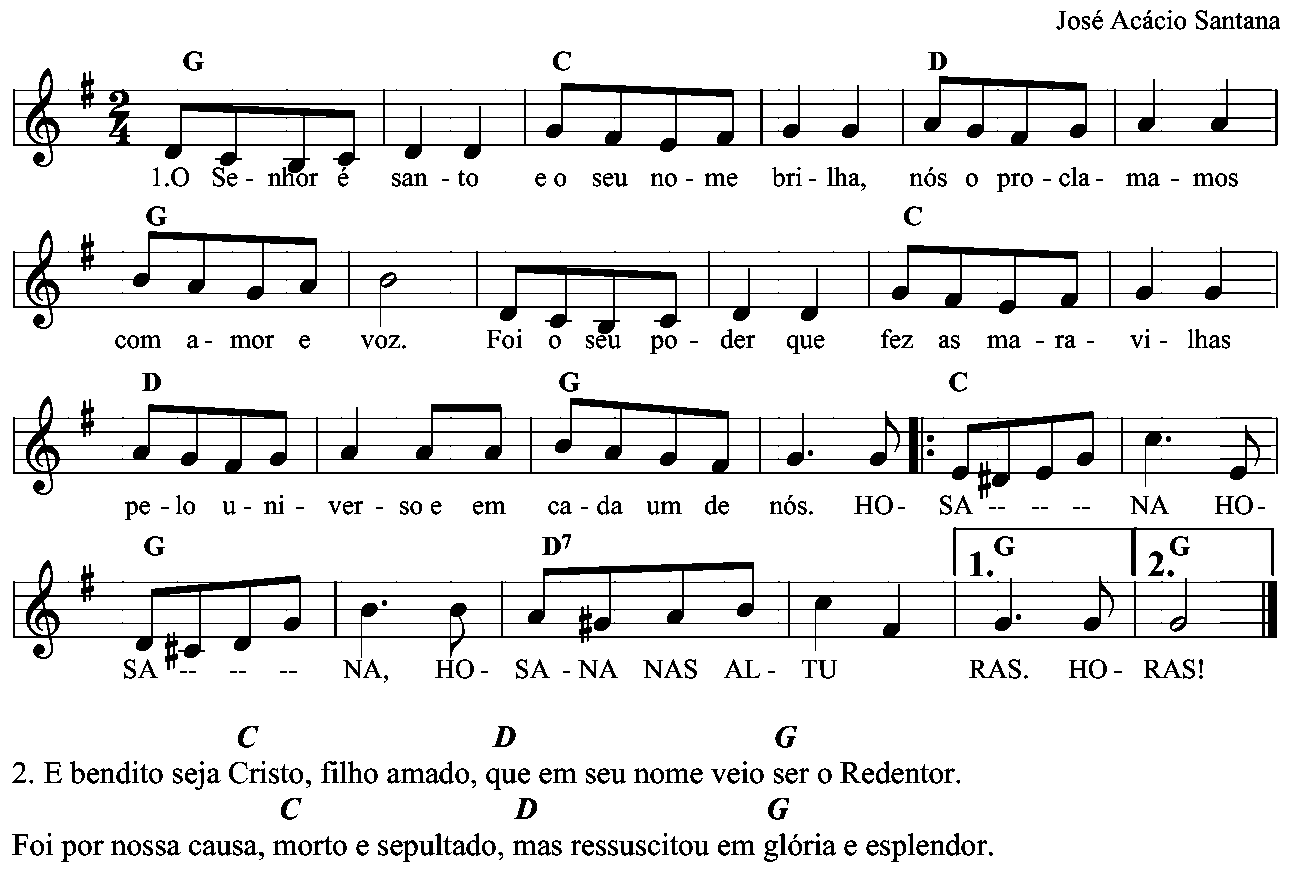 José Acácio Santana
G C D
2/4
1.O Se - nhor é san - to e o seu no - me bri - lha, nós o pro - cla - ma - mos
G C
com a - mor e voz. Foi o seu po - der que fez as ma - ra - vi - lhas
D G C
pe - lo u - ni - ver - so e em ca - da um de nós. HO- SA -- -- -- NA HO-
G D7 1. G 2. G
SA -- -- -- NA, HO - SA - NA NAS AL - TU RAS. HO - RAS!
C D G
2. E bendito seja Cristo, filho amado, que em seu nome veio ser o Redentor.
C D G
Foi por nossa causa, morto e sepultado, mas ressuscitou em glória e esplendor.